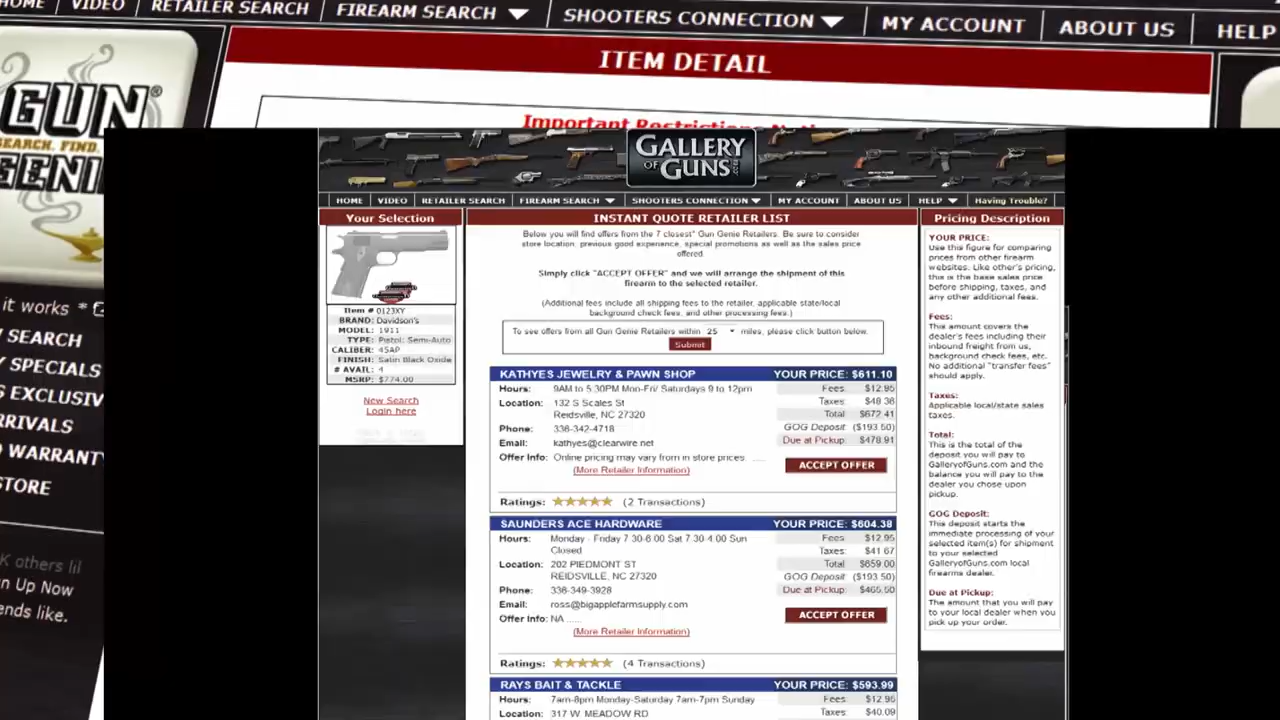 HOME
VIDEO
RETAILER SEARCH
FIREARM SEARCH
SHOOTERS CONNECTION
MY ACCOUNT
ABOUT US
HELP
ITEM DETAIL
GUN®
SEARCH. FIND.
GENI
Important
it works *
SEARCH
SPECIALS
S EXCLUSIV
RRIVALS
WARRANTY
STORE
K others lil
n Up Now
ends like.
GALLERY
OF GUNS.com
HOME
VIDEO
RETAILER SEARCH
FIREARM SEARCH
SHOOTERS CONNECTION
MY ACCOUNT
ABOUT US
HELP
Having Trouble?
Your Selection
Item # 0123XY
BRAND: Davidson's
MODEL: 1911
TYPE: Pistol: Semi-Auto
CALIBER: 45AP
FINISH: Satin Black Oxide
# AVAIL: 4
MSRP: $774.00
New Search
Login here
INSTANT QUOTE RETAILER LIST
Below you will find offers from the 7 closest* Gun Genie Retailers. Be sure to consider
store location, previous good experience, special promotions as well as the sales price
offered.
Simply click "ACCEPT OFFER" and we will arrange the shipment of this
firearm to the selected retailer.
(Additional fees include all shipping fees to the retailer, applicable state/local
background check fees, and other processing fees.)
To see offers from all Gun Genie Retailers within 25 miles, please click button below.
Submit
KATHYES JEWELRY & PAWN SHOP YOUR PRICE: $611.10
Hours: 9AM to 5:30PM Mon-Fri/ Saturdays 9 to 12pm Fees: $12.95
Location: 132 S Scales St Taxes: $48.36
Reidsville, NC 27320 Total $672.41
Phone: 336-342-4718 GOG Deposit ($193.50)
Email: kathyes@clearwire.net Due at Pickup: $478.91
Offer Info: Online pricing may vary from in store prices .....
(More Retailer Information)
ACCEPT OFFER
Ratings: (2 Transactions)
SAUNDERS ACE HARDWARE YOUR PRICE: $604.38
Hours: Monday - Friday 7:30-6:00 Sat 7:30-4:00 Sun Fees: $12.95
Closed Taxes: $41.67
Location: 202 PIEDMONT ST Total $659.00
REIDSVILLE, NC 27320 GOG Deposit ($193.50)
Phone: 336-349-3928 Due at Pickup: $465.50
Email: ross@bigapplefarmsupply.com
Offer Info: NA .....
ACCEPT OFFER
(More Retailer Information)
Ratings: (4 Transactions)
RAYS BAIT & TACKLE YOUR PRICE: $593.99
Hours: 7am-8pm Monday-Saturday 7am-7pm Sunday Fees: $12.95
Location: 317 W. MEADOW RD Taxes: $40.09
Pricing Description
YOUR PRICE:
Use this figure for comparing
prices from other firearm
websites. Like other's pricing,
this is the base sales price
before shipping, taxes, and
any other additional fees.
Fees:
This amount covers the
dealer's fees including their
inbound freight from us,
background check fees, etc.
No additional "transfer fees"
should apply.
Taxes:
Applicable local/state sales
taxes.
Total:
This is the total of the
deposit you will pay to
GalleryofGuns.com and the
balance you will pay to the
dealer you chose upon
pickup.
GOG Deposit:
This deposit starts the
immediate processing of your
selected item(s) for shipment
to your selected
GalleryofGuns.com local
firearms dealer.
Due at Pickup:
The amount that you will pay
to your local dealer when you
pick up your order.